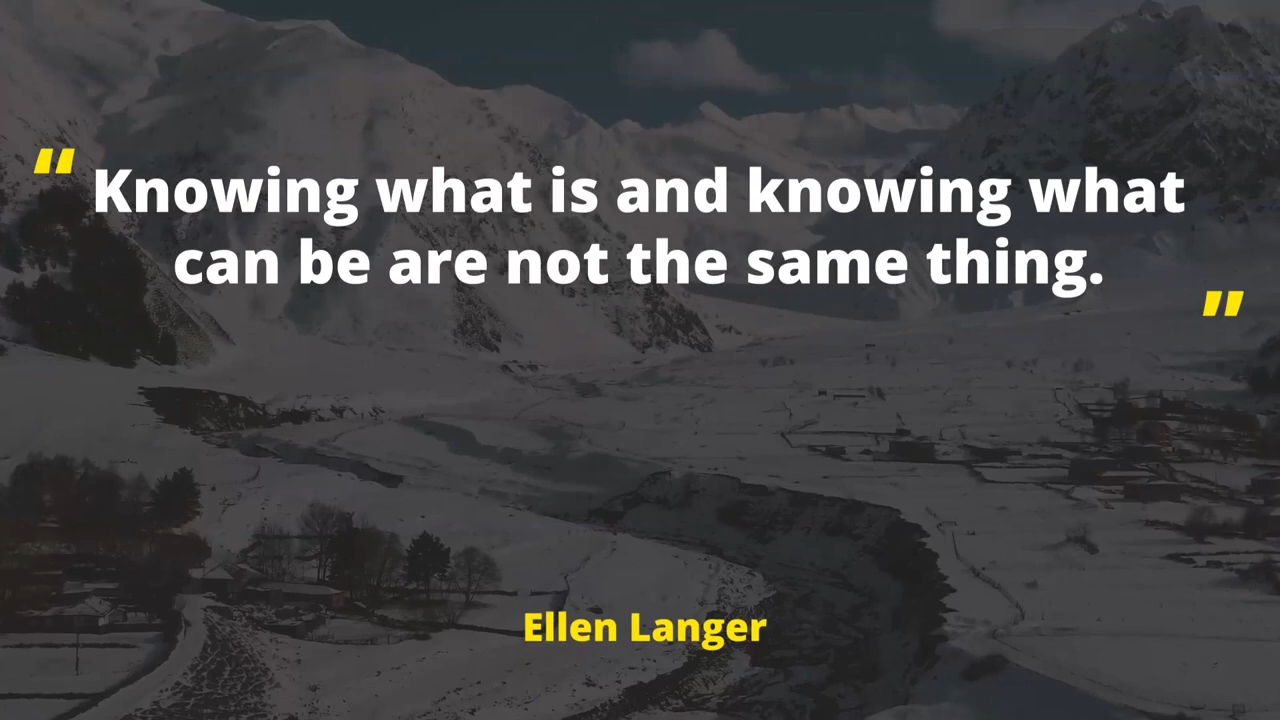 " Knowing what is and knowing what
can be are not the same thing. "
Ellen Langer